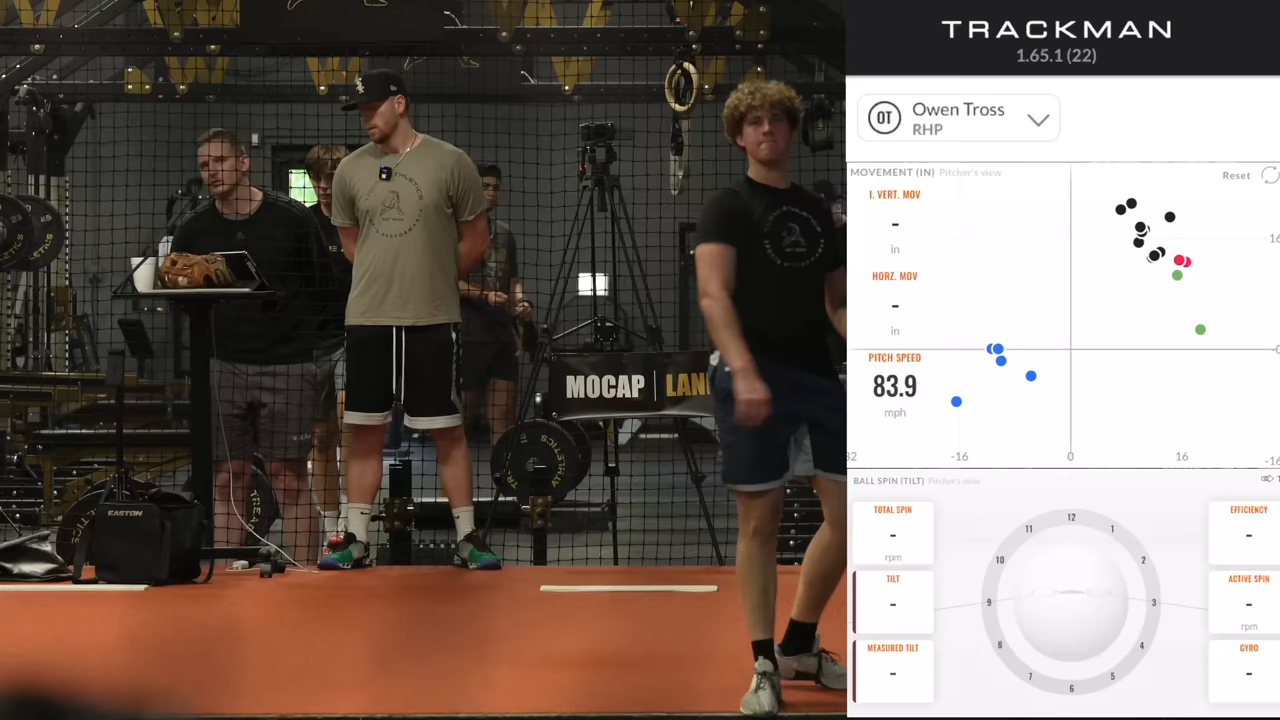 TRACKMAN
1.65.1 (22)
OT
Owen Tross
RHP
MOVEMENT (IN) Pitcher's view
Reset
I. VERT. MOV
-
in
HORZ. MOV
-
in
PITCH SPEED
83.9
mph
16
-16
0
16
-16
BALL SPIN (TILT) Pitcher's view
TOTAL SPIN
-
rpm
TILT
-
MEASURED TILT
-
12
1
2
3
4
5
6
7
8
9
10
11
EFFICIENCY
-
ACTIVE SPIN
-
rpm
GYRO
-
MOCAP | LAN
EASTON